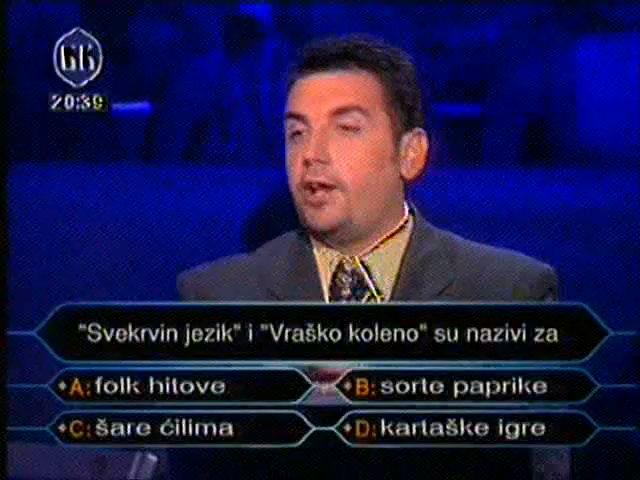 BK
20:39
"Svekrvin jezik" i "Vraško koleno" su nazivi za
A: folk hitove
B: sorte paprike
C: šare ćilima
D: kartaške igre